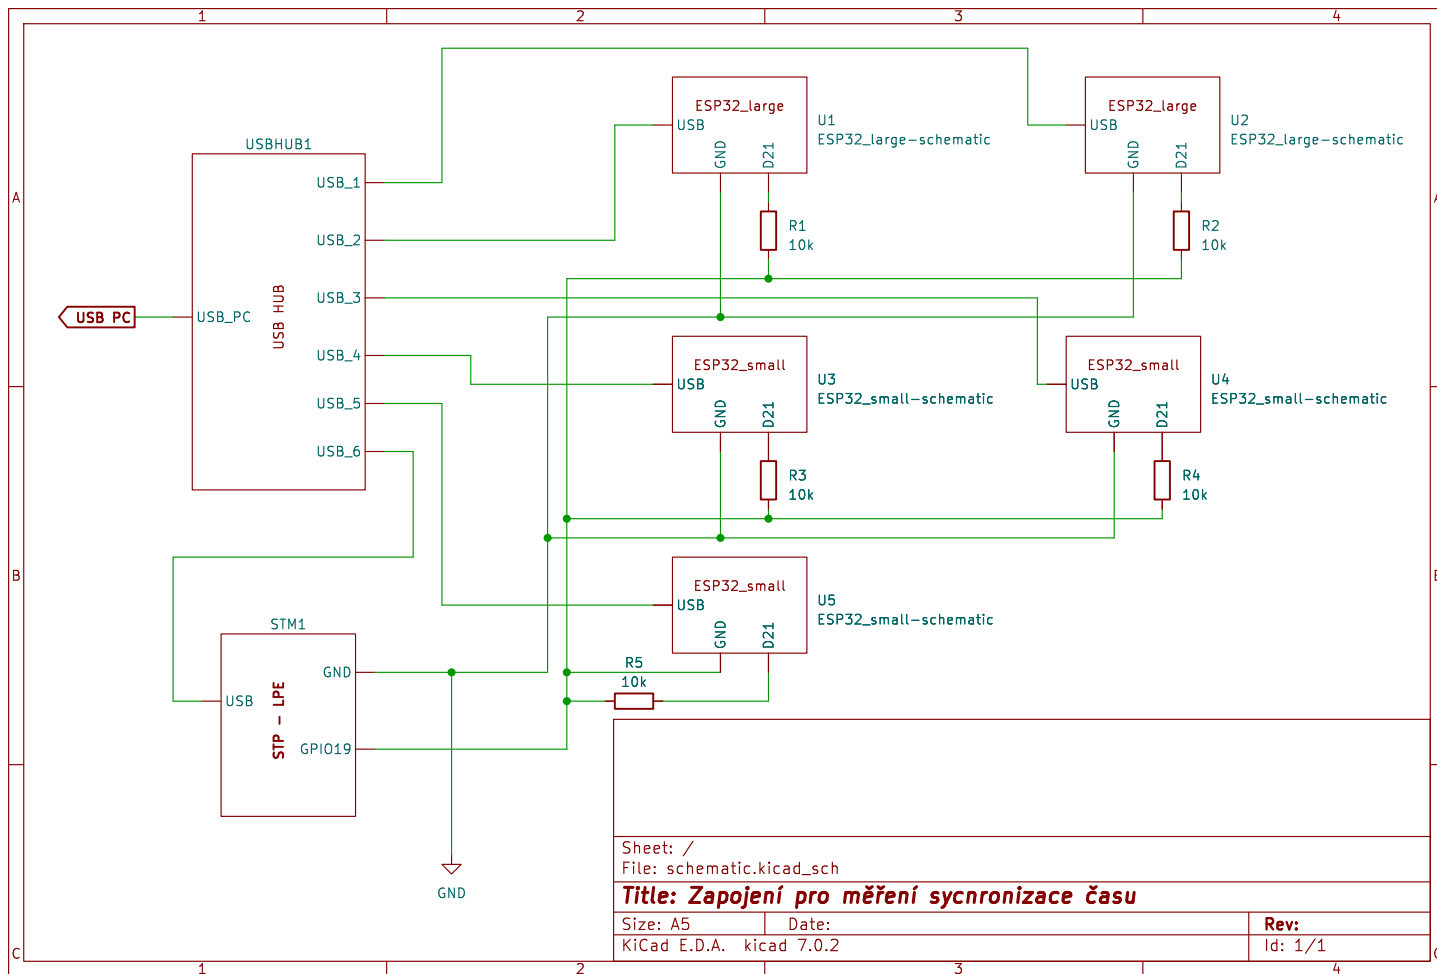 1 2 3 4
A
B
C
USBHUB1
USB HUB
USB_PC
USB_1
USB_2
USB_3
USB_4
USB_5
USB_6
USB PC
ESP32_large
USB
GND
D21
U1
ESP32_large-schematic
R1
10k
ESP32_large
USB
GND
D21
U2
ESP32_large-schematic
R2
10k
ESP32_small
USB
GND
D21
U3
ESP32_small-schematic
R3
10k
ESP32_small
USB
GND
D21
U4
ESP32_small-schematic
R4
10k
ESP32_small
USB
GND
D21
U5
ESP32_small-schematic
R5
10k
STM1
STP - LPE
USB
GND
GPIO19
GND
Sheet: /
File: schematic.kicad_sch
Title: Zapojení pro měření sycnronizace času
Size: A5 Date: Rev:
KiCad E.D.A. kicad 7.0.2 Id: 1/1
1 2 3 4